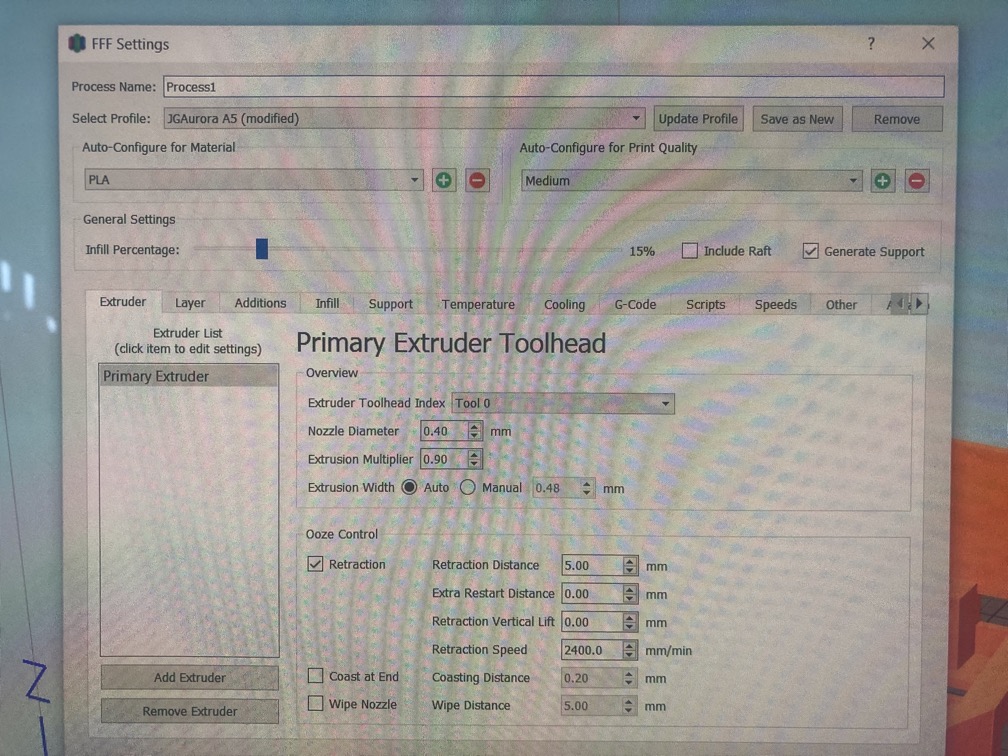 FFF Settings ?
Process Name: Process1
Select Profile: JGAurora A5 (modified) Update Profile Save as New Remove
Auto-Configure for Material
PLA
Auto-Configure for Print Quality
Medium
General Settings
Infill Percentage: 15% Include Raft Generate Support
Extruder Layer Additions Infill Support Temperature Cooling G-Code Scripts Speeds Other
Extruder List
(click item to edit settings)
Primary Extruder
Add Extruder
Remove Extruder
Primary Extruder Toolhead
Overview
Extruder Toolhead Index Tool 0
Nozzle Diameter 0.40 mm
Extrusion Multiplier 0.90
Extrusion Width Auto Manual 0.48 mm
Ooze Control
Retraction Retraction Distance 5.00 mm
Extra Restart Distance 0.00 mm
Retraction Vertical Lift 0.00 mm
Retraction Speed 2400.0 mm/min
Coast at End Coasting Distance 0.20 mm
Wipe Nozzle Wipe Distance 5.00 mm
Z